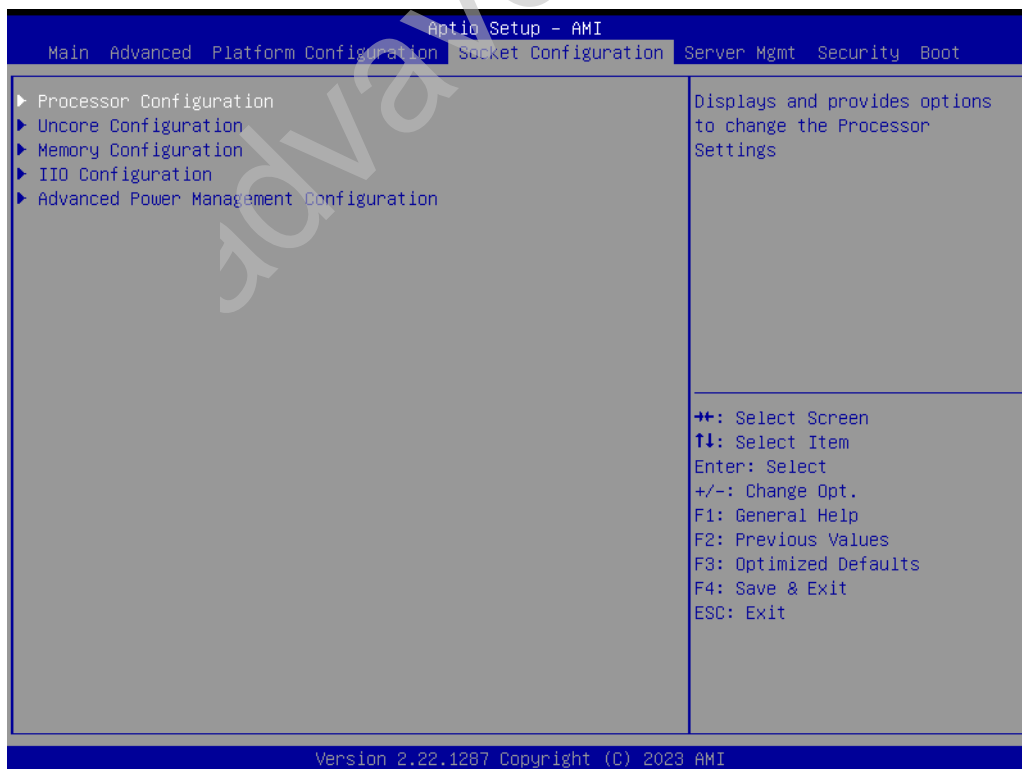 Aptio Setup – AMI
Main Advanced Platform Configuration Socket Configuration Server Mgmt Security Boot
▶ Processor Configuration
▶ Uncore Configuration
▶ Memory Configuration
▶ IIO Configuration
▶ Advanced Power Management Configuration
Displays and provides options
to change the Processor
Settings
→←: Select Screen
↑↓: Select Item
Enter: Select
+/-: Change Opt.
F1: General Help
F2: Previous Values
F3: Optimized Defaults
F4: Save & Exit
ESC: Exit
Version 2.22.1287 Copyright (C) 2023 AMI